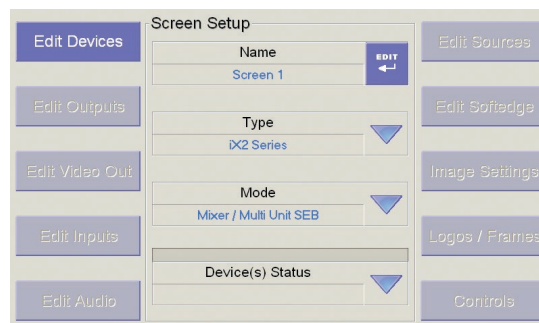 Screen Setup
Edit Devices
Edit Outputs
Edit Video Out
Edit Inputs
Edit Audio
Name
Screen 1
EDIT
Type
iX2 Series
Mode
Mixer / Multi Unit SEB
Device(s) Status
Edit Sources
Edit Softedge
Image Settings
Logos / Frames
Controls